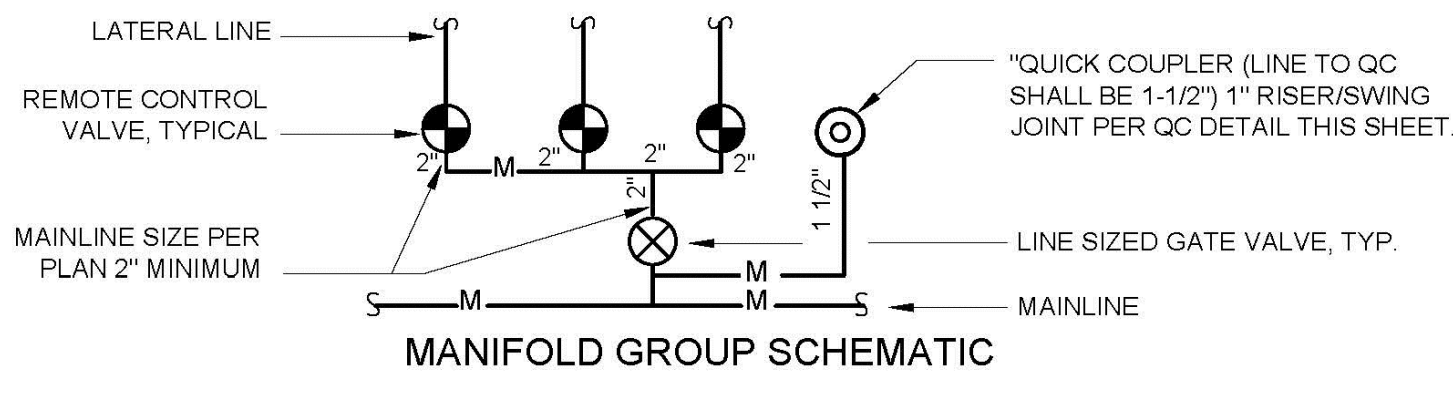 LATERAL LINE
REMOTE CONTROL
VALVE, TYPICAL
MAINLINE SIZE PER
PLAN 2" MINIMUM
2"
M
2"
2"
2"
2"
1 1/2"
M
M
M
"QUICK COUPLER (LINE TO QC
SHALL BE 1-1/2") 1" RISER/SWING
JOINT PER QC DETAIL THIS SHEET.
LINE SIZED GATE VALVE, TYP.
MAINLINE
MANIFOLD GROUP SCHEMATIC